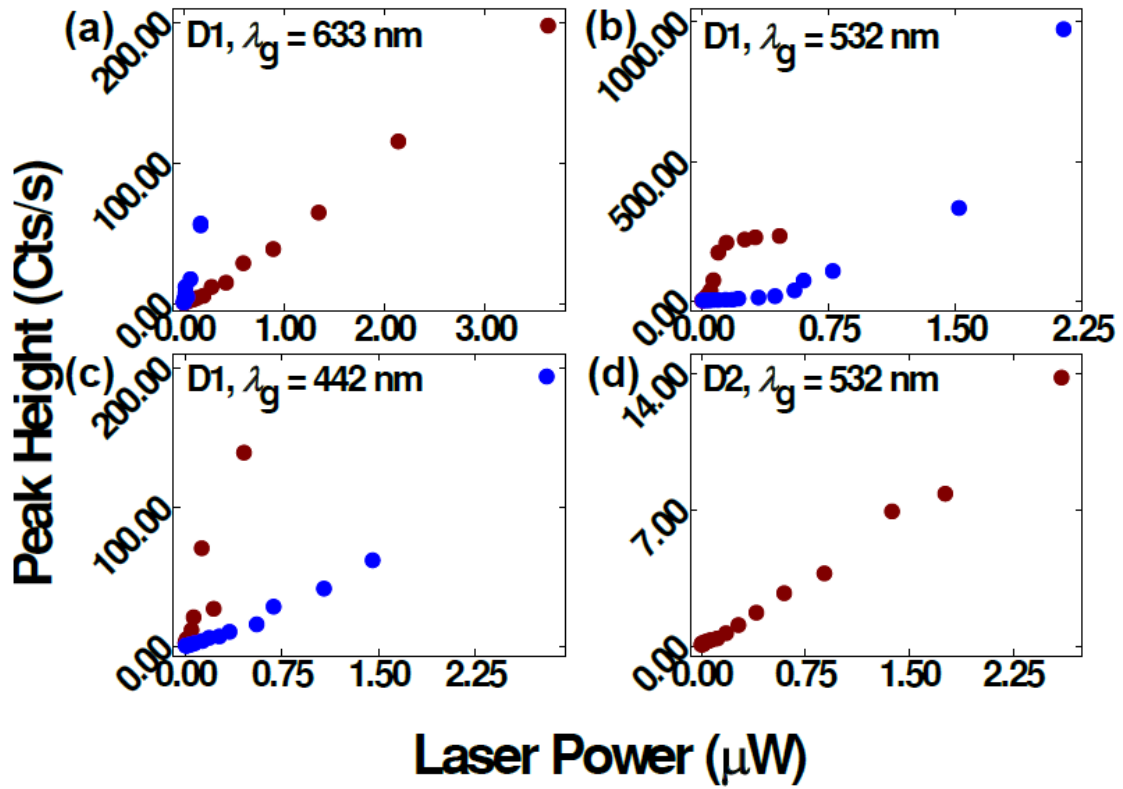 (a) D1, λg = 633 nm
200.00
100.00
0.00
0.00 1.00 2.00 3.00
(b) D1, λg = 532 nm
1000.00
500.00
0.00
0.00 0.75 1.50 2.25
(c) D1, λg = 442 nm
200.00
100.00
0.00
0.00 0.75 1.50 2.25
(d) D2, λg = 532 nm
14.00
7.00
0.00
0.00 0.75 1.50 2.25
Peak Height (Cts/s)
Laser Power (μW)